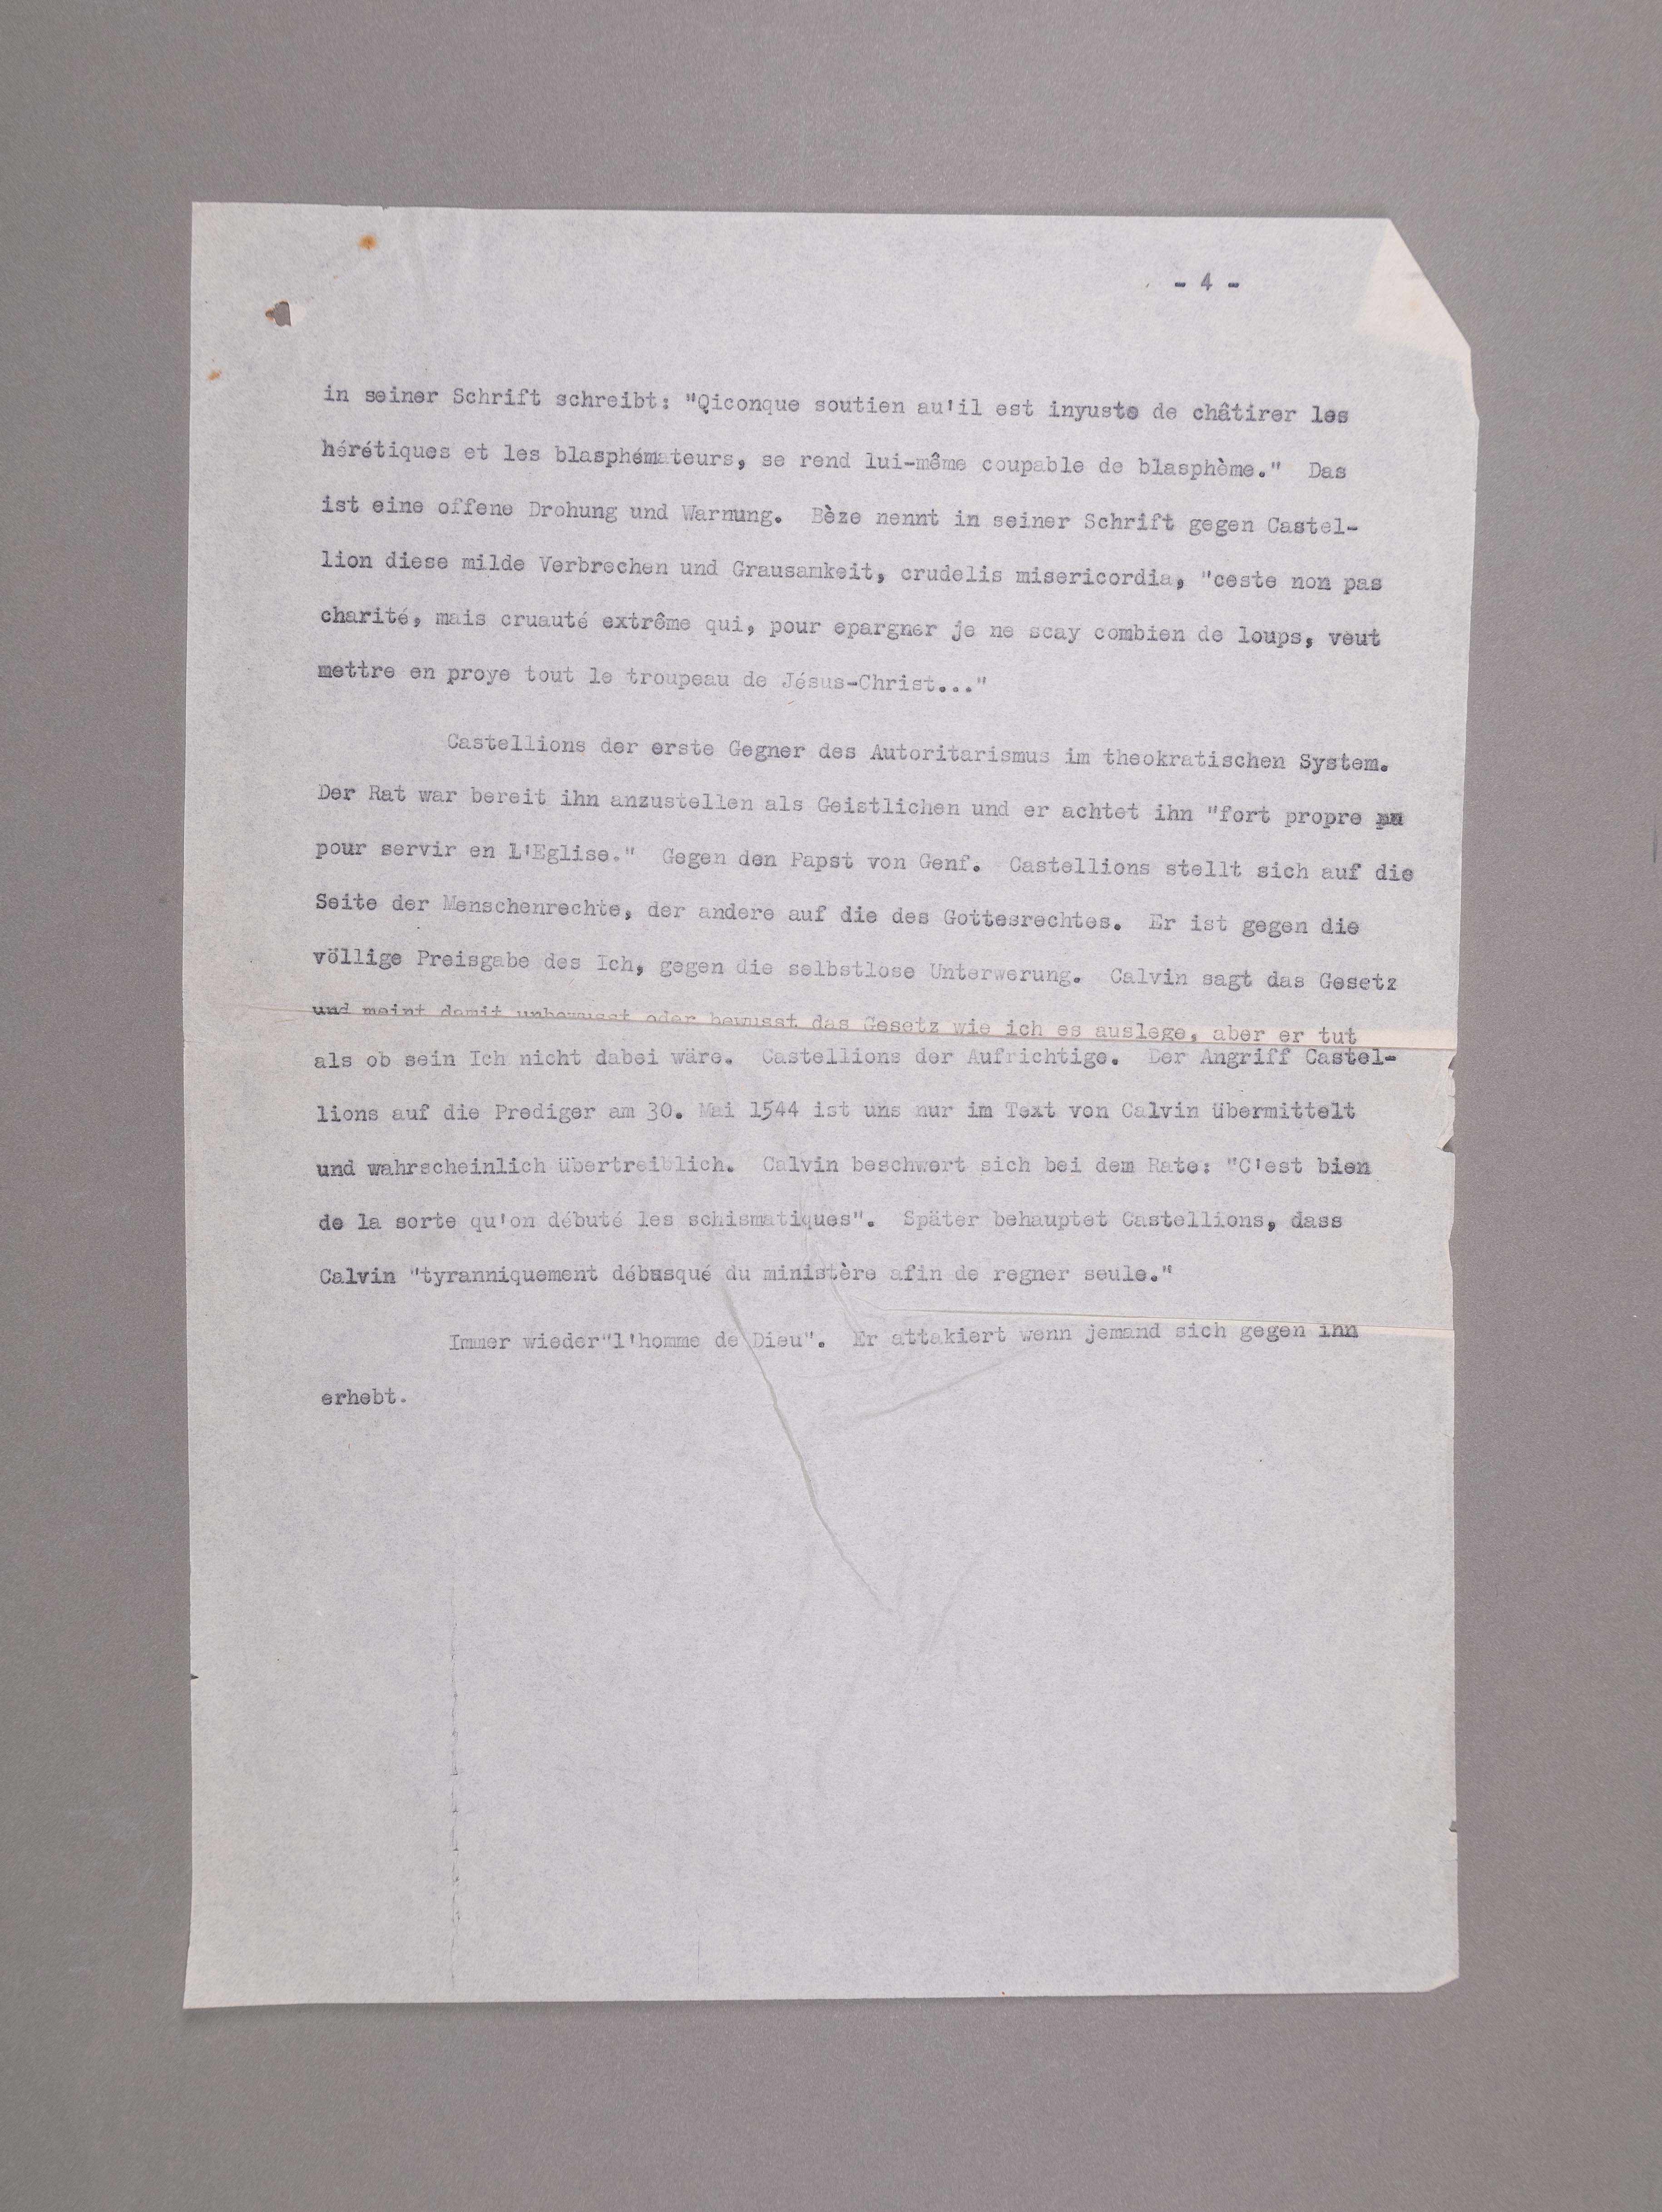 - 4 -
in seiner Schrift schreibt: "Qiconque soutien au'il est inyuste de châtirer les
hérétiques et les blasphémateurs, se rend lui-même coupable de blasphème." Das
ist eine offene Drohung und Warnung. Bèze nennt in seiner Schrift gegen Castel-
lion diese milde Verbrechen und Grausamkeit, crudelis misericordia, "ceste non pas
charité, mais cruauté extrême qui, pour epargner je ne scay combien de loups, veut
mettre en proye tout le troupeau de Jésus-Christ..."
Castellions der erste Gegner des Autoritarismus im theokratischen System.
Der Rat war bereit ihn anzustellen als Geistlichen und er achtet ihn "fort propre
pour servir en L'Eglise." Gegen den Papst von Genf. Castellions stellt sich auf die
Seite der Menschenrechte, der andere auf die des Gottesrechtes. Er ist gegen die
völlige Preisgabe des Ich, gegen die selbstlose Unterwerung. Calvin sagt das Gesetz
und meint damit unbewusst oder bewusst das Gesetz wie ich es auslege, aber er tut
als ob sein Ich nicht dabei wäre. Castellions der Aufrichtige. Der Angriff Castel-
lions auf die Prediger am 30. Mai 1544 ist uns nur im Text von Calvin übermittelt
und wahrscheinlich übertreiblich. Calvin beschwert sich bei dem Rate: "C'est bien
de la sorte qu'on débuté les schismatiques". Später behauptet Castellions, dass
Calvin "tyranniquement débusqué du ministère afin de regner seule."
Immer wieder"l'homme de Dieu". Er attakiert wenn jemand sich gegen ihn
erhebt.